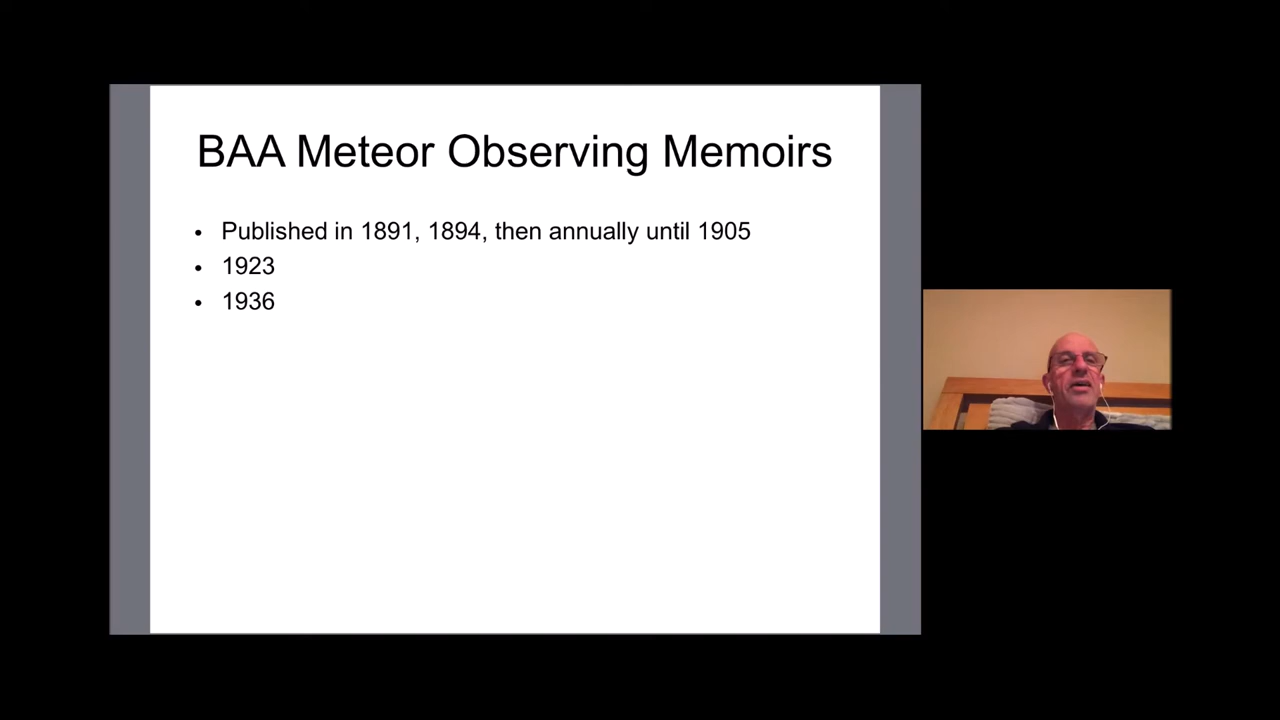 BAA Meteor Observing Memoirs
• Published in 1891, 1894, then annually until 1905
• 1923
• 1936